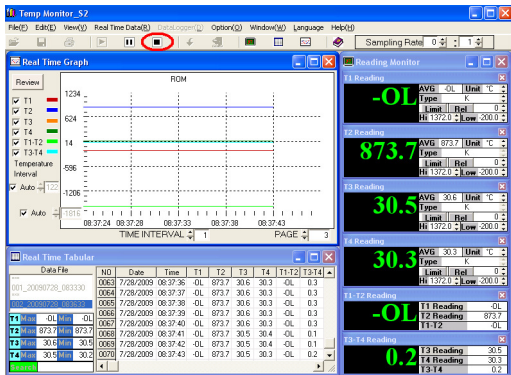 Temp Monitor_S2
File(F) Edit(E) View(V) Real Time Data(R) DataLogger(D) Option(O) Window(W) Language Help(H)
Sampling Rate 0 : 1
Real Time Graph
Review
ROM
T1
T2
T3
T4
T1-T2
T3-T4
Temperature
Interval
Auto 122
Auto -1816
1234
624
14
-596
-1206
08:37:24 08:37:28 08:37:33 08:37:38 08:37:43
TIME INTERVAL 1 PAGE 3
Real Time Tabular
Data File
001_20090728_083330
002_20090728_083633
T1 Max -OL Min -OL
T2 Max 873.7 Min 873.7
T3 Max 30.6 Min 30.5
T4 Max 30.3 Min 30.2
NO Date Time T1 T2 T3 T4 T1-T2 T3-T4
0063 7/28/2009 08:37:36 -OL 873.7 30.6 30.3 -OL 0.3
0064 7/28/2009 08:37:37 -OL 873.7 30.6 30.3 -OL 0.3
0065 7/28/2009 08:37:38 -OL 873.7 30.6 30.3 -OL 0.3
0066 7/28/2009 08:37:39 -OL 873.7 30.6 30.3 -OL 0.3
0067 7/28/2009 08:37:40 -OL 873.7 30.6 30.3 -OL 0.3
0068 7/28/2009 08:37:41 -OL 873.7 30.5 30.4 -OL 0.1
0069 7/28/2009 08:37:42 -OL 873.7 30.5 30.4 -OL 0.1
0070 7/28/2009 08:37:43 -OL 873.7 30.5 30.3 -OL 0.2
Reading Monitor
T1 Reading
-OL
AVG -OL Unit °C
Type K
Limit Rel 0
Hi 1372.0 Low -200.0
T2 Reading
873.7
AVG 873.7 Unit °C
Type K
Limit Rel 0
Hi 1372.0 Low -200.0
T3 Reading
30.5
AVG 30.6 Unit °C
Type K
Limit Rel 0
Hi 1372.0 Low -200.0
T4 Reading
30.3
AVG 30.3 Unit °C
Type K
Limit Rel 0
Hi 1372.0 Low -200.0
T1-T2 Reading
-OL
T1 Reading -OL
T2 Reading 873.7
T1-T2 -OL
T3-T4 Reading
0.2
T3 Reading 30.5
T4 Reading 30.3
T3-T4 0.2